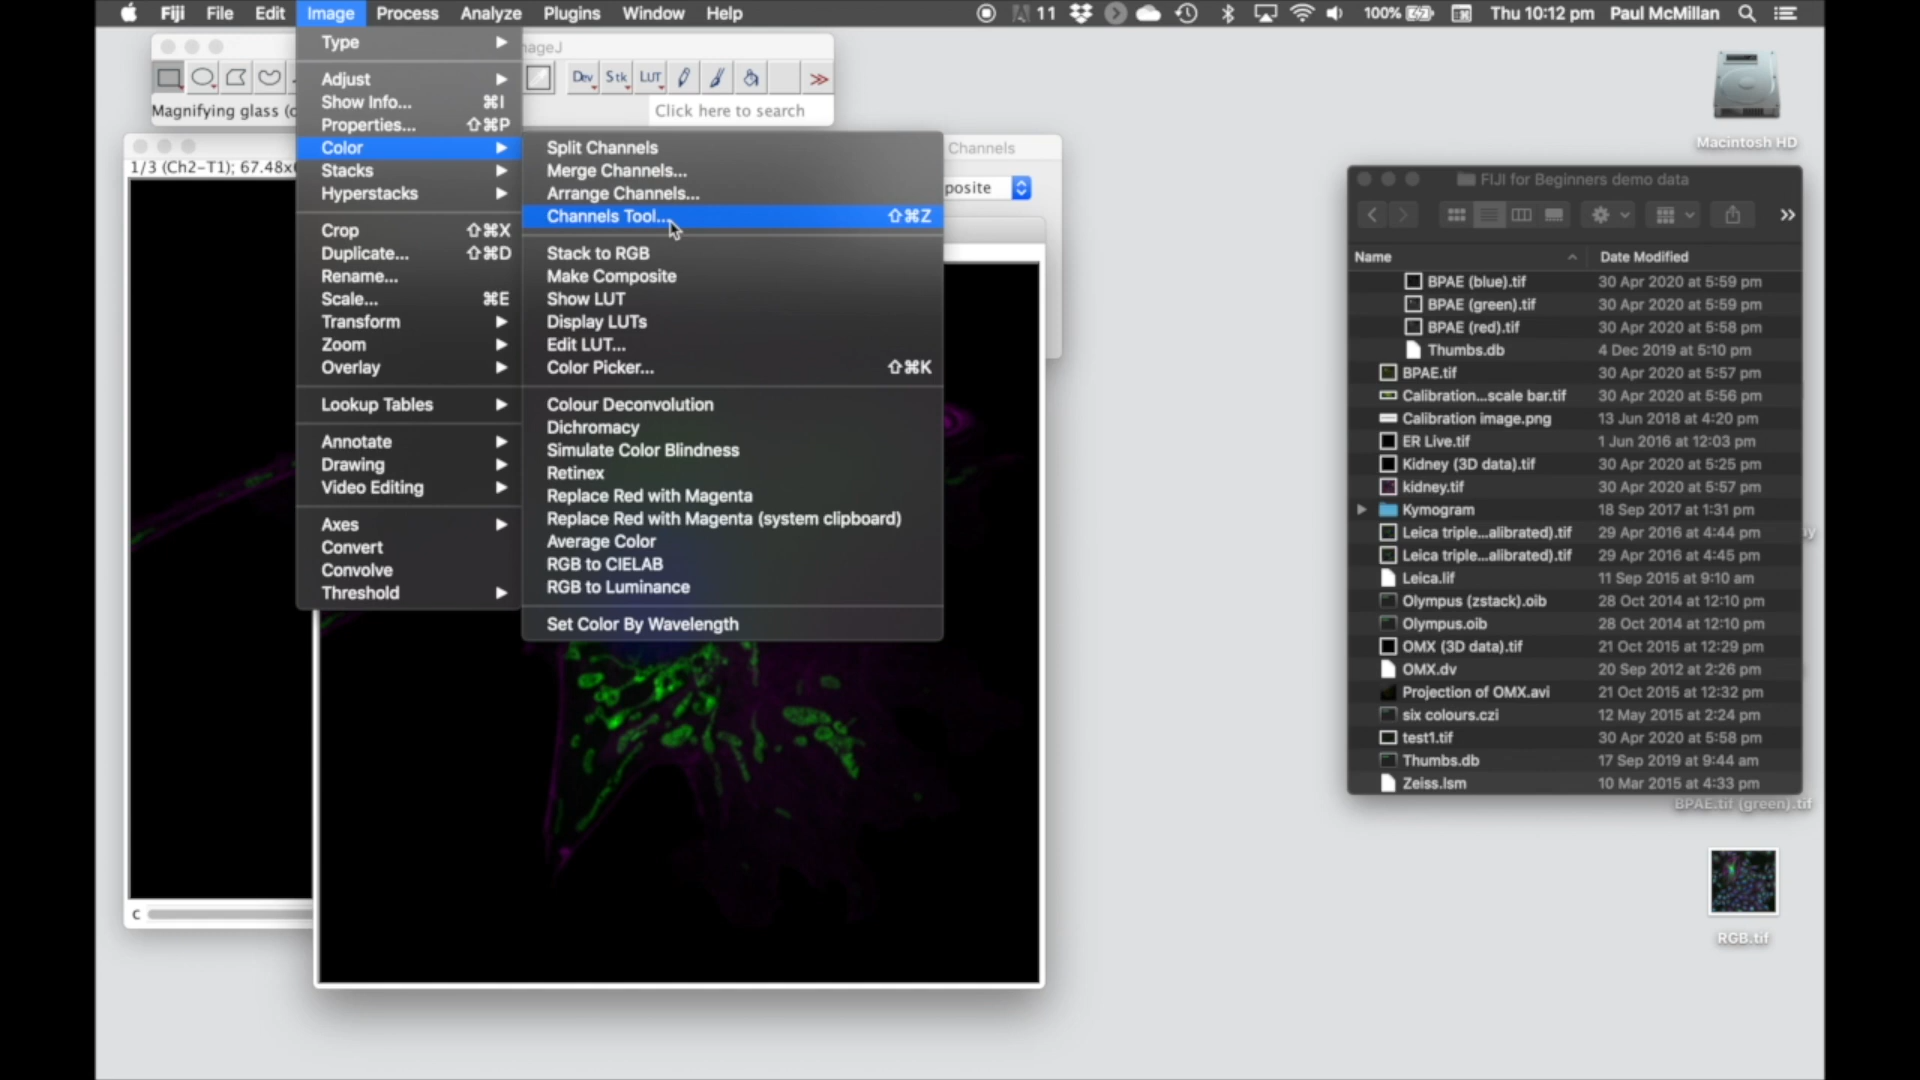 Fiji File Edit Image Process Analyze Plugins Window Help 11 100% Thu 10:12 pm Paul McMillan
Type
Adjust
Show Info... ⌘I
Properties... ⇧⌘P
Color
Stacks
Hyperstacks
Crop ⇧⌘X
Duplicate... ⇧⌘D
Rename...
Scale... ⌘E
Transform
Zoom
Overlay
Lookup Tables
Annotate
Drawing
Video Editing
Axes
Convert
Convolve
Threshold
Split Channels
Merge Channels...
Arrange Channels...
Channels Tool... ⇧⌘Z
Stack to RGB
Make Composite
Show LUT
Display LUTs
Edit LUT...
Color Picker... ⇧⌘K
Colour Deconvolution
Dichromacy
Simulate Color Blindness
Retinex
Replace Red with Magenta
Replace Red with Magenta (system clipboard)
Average Color
RGB to CIELAB
RGB to Luminance
Set Color By Wavelength
ageJ
Dev Stk LUT
Magnifying glass (o
Click here to search
1/3 (Ch2-T1); 67.48x
C
Channels
posite
Macintosh HD
FIJI for Beginners demo data
Name Date Modified
BPAE (blue).tif 30 Apr 2020 at 5:59 pm
BPAE (green).tif 30 Apr 2020 at 5:59 pm
BPAE (red).tif 30 Apr 2020 at 5:58 pm
Thumbs.db 4 Dec 2019 at 5:10 pm
BPAE.tif 30 Apr 2020 at 5:57 pm
Calibration...scale bar.tif 30 Apr 2020 at 5:56 pm
Calibration image.png 13 Jun 2018 at 4:20 pm
ER Live.tif 1 Jun 2016 at 12:03 pm
Kidney (3D data).tif 30 Apr 2020 at 5:25 pm
kidney.tif 30 Apr 2020 at 5:57 pm
Kymogram 18 Sep 2017 at 1:31 pm
Leica triple...alibrated).tif 29 Apr 2016 at 4:44 pm
Leica triple...alibrated).tif 29 Apr 2016 at 4:45 pm
Leica.lif 11 Sep 2015 at 9:10 am
Olympus (zstack).oib 28 Oct 2014 at 12:10 pm
Olympus.oib 28 Oct 2014 at 12:10 pm
OMX (3D data).tif 21 Oct 2015 at 12:29 pm
OMX.dv 20 Sep 2012 at 2:26 pm
Projection of OMX.avi 21 Oct 2015 at 12:32 pm
six colours.czi 12 May 2015 at 2:24 pm
test1.tif 30 Apr 2020 at 5:58 pm
Thumbs.db 17 Sep 2019 at 9:44 am
Zeiss.lsm 10 Mar 2015 at 4:33 pm
BPAE.tif (green).tif
RGB.tif